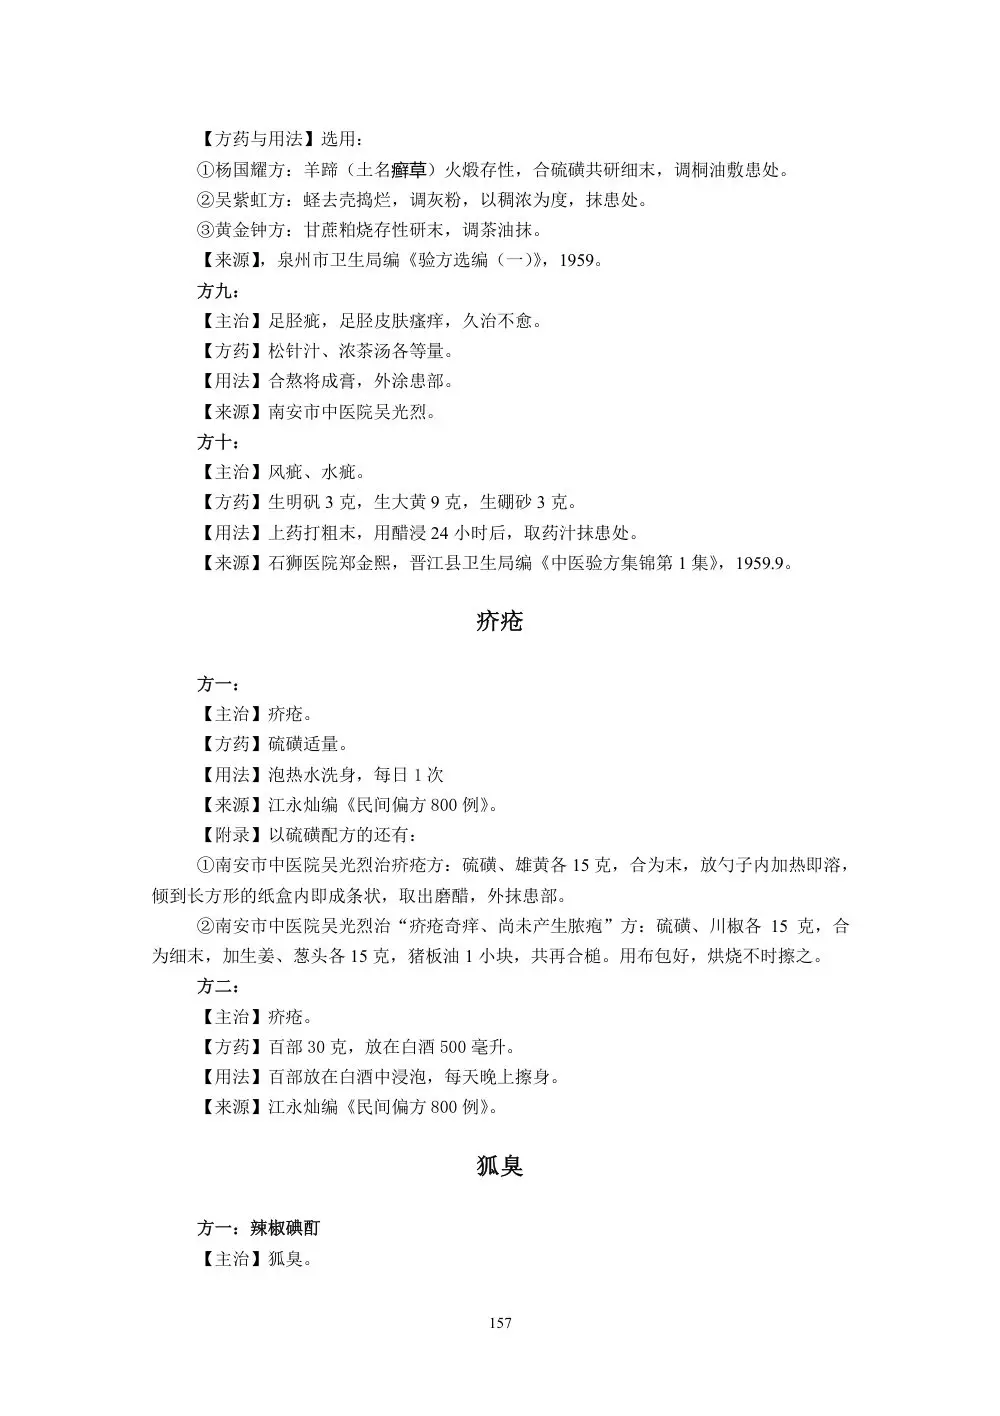 【方药与用法】选用：
①杨国耀方：羊蹄（土名癣草）火煅存性，合硫磺共研细末，调桐油敷患处。
②吴紫虹方：蛏去壳捣烂，调灰粉，以稠浓为度，抹患处。
③黄金钟方：甘蔗粕烧存性研末，调茶油抹。
【来源】，泉州市卫生局编《验方选编（一）》，1959。
方九：
【主治】足胫疵，足胫皮肤瘙痒，久治不愈。
【方药】松针汁、浓茶汤各等量。
【用法】合熬将成膏，外涂患部。
【来源】南安市中医院吴光烈。
方十：
【主治】风疵、水疵。
【方药】生明矾 3 克，生大黄 9 克，生硼砂 3 克。
【用法】上药打粗末，用醋浸 24 小时后，取药汁抹患处。
【来源】石狮医院郑金熙，晋江县卫生局编《中医验方集锦第 1 集》，1959.9。
疥疮
方一：
【主治】疥疮。
【方药】硫磺适量。
【用法】泡热水洗身，每日 1 次
【来源】江永灿编《民间偏方 800 例》。
【附录】以硫磺配方的还有：
①南安市中医院吴光烈治疥疮方：硫磺、雄黄各 15 克，合为末，放勺子内加热即溶，
倾到长方形的纸盒内即成条状，取出磨醋，外抹患部。
②南安市中医院吴光烈治“疥疮奇痒、尚未产生脓疱”方：硫磺、川椒各 15 克，合
为细末，加生姜、葱头各 15 克，猪板油 1 小块，共再合槌。用布包好，烘烧不时擦之。
方二：
【主治】疥疮。
【方药】百部 30 克，放在白酒 500 毫升。
【用法】百部放在白酒中浸泡，每天晚上擦身。
【来源】江永灿编《民间偏方 800 例》。
狐臭
方一：辣椒碘酊
【主治】狐臭。
157